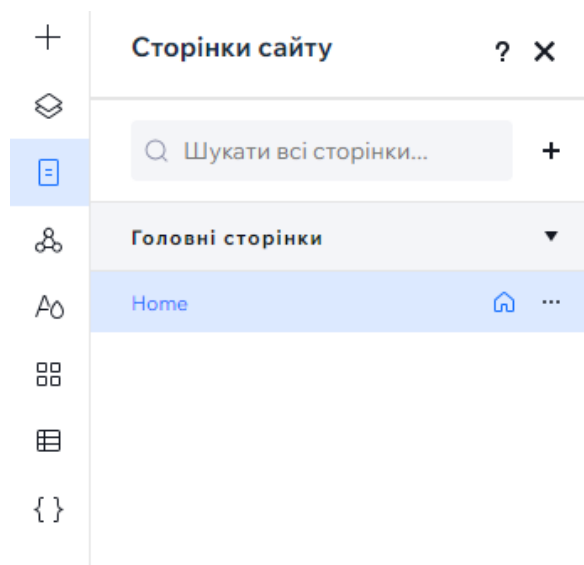 Сторінки сайту
Шукати всі сторінки...
Головні сторінки
Home